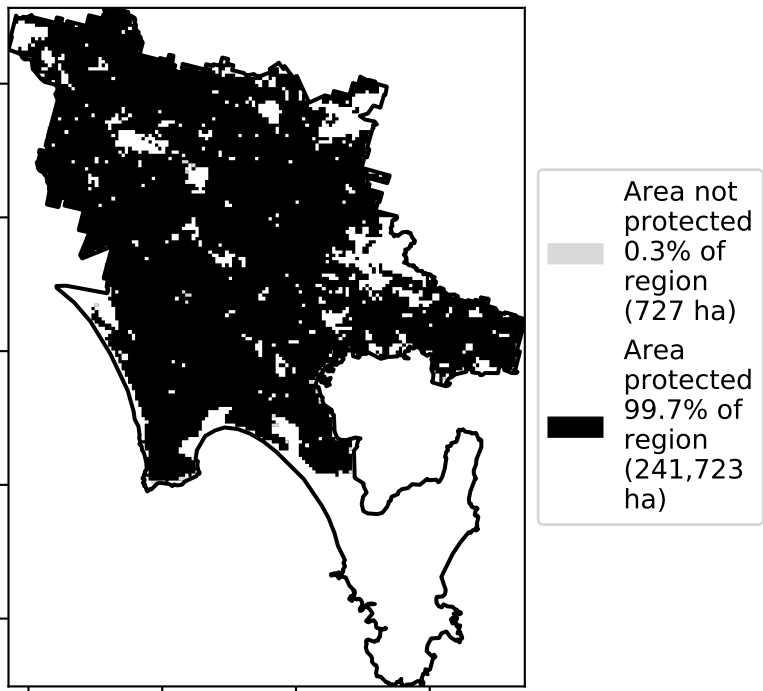 Area not
protected
0.3% of
region
(727 ha)
Area
protected
99.7% of
region
(241,723
ha)